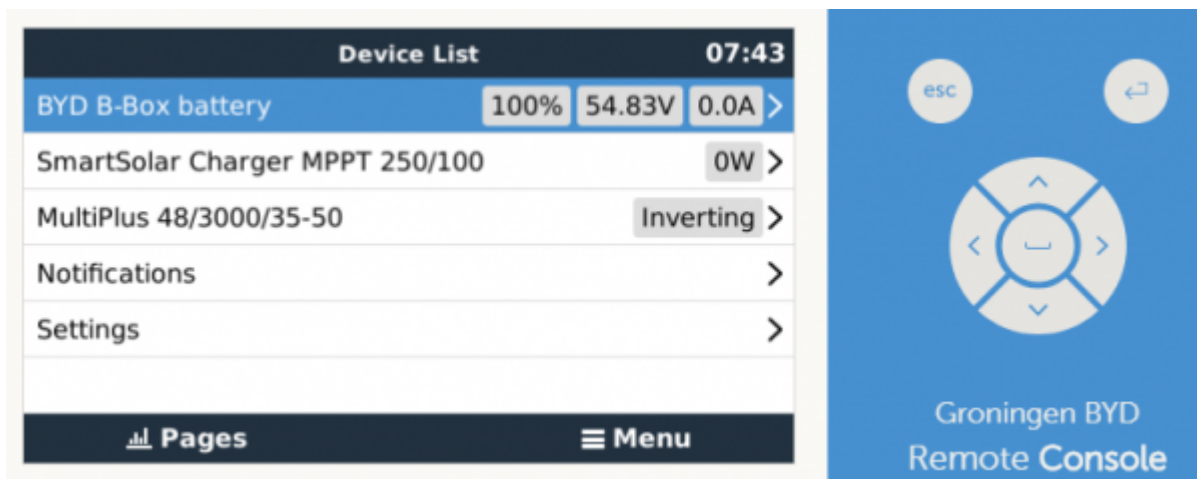 Device List 07:43
BYD B-Box battery 100% 54.83V 0.0A
SmartSolar Charger MPPT 250/100 0W
MultiPlus 48/3000/35-50 Inverting
Notifications
Settings
Pages Menu
esc
Groningen BYD
Remote Console